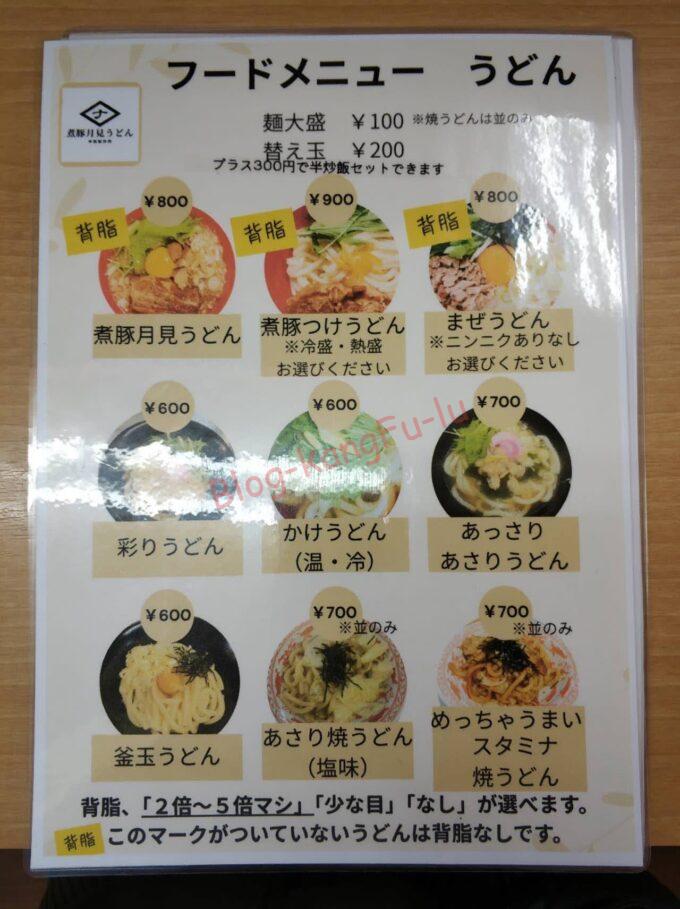 フードメニュー　うどん
煮豚月見うどん
麺大盛　￥100 ※焼うどんは並のみ
替え玉　￥200
プラス300円で半炒飯セットできます
￥800
背脂
煮豚月見うどん
￥900
背脂
煮豚つけうどん
※冷盛・熱盛
お選びください
￥800
背脂
まぜうどん
※ニンニクありなし
お選びください
￥600
彩りうどん
￥600
かけうどん
（温・冷）
￥700
あっさり
あさりうどん
￥600
釜玉うどん
￥700
※並のみ
あさり焼うどん
（塩味）
￥700
※並のみ
めっちゃうまい
スタミナ
焼うどん
背脂、「２倍～５倍マシ」「少な目」「なし」が選べます。
背脂 このマークがついていないうどんは背脂なしです。
Blog-kangFu-lu